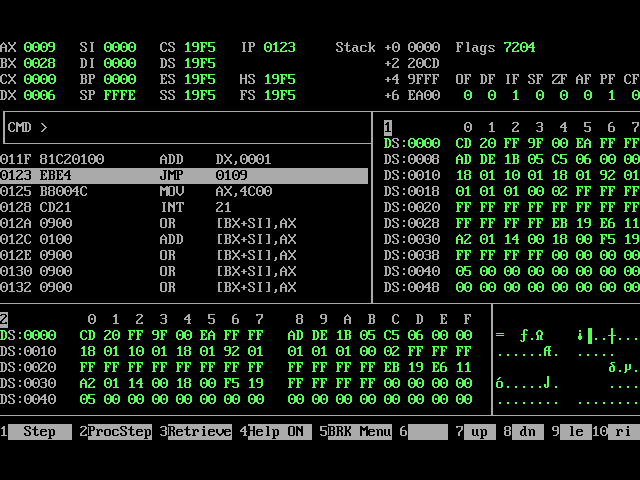 AX 0009 SI 0000 CS 19F5 IP 0123 Stack +0 0000 Flags 7204
BX 0028 DI 0000 DS 19F5 +2 20CD
CX 0000 BP 0000 ES 19F5 HS 19F5 +4 9FFF OF DF IF SF ZF AF PF CF
DX 0006 SP FFFE SS 19F5 FS 19F5 +6 EA00 0 0 1 0 0 1 0
CMD > 1 0 1 2 3 4 5 6 7
DS:0000 CD 20 FF 9F 00 EA FF FF
011F 81C20100 ADD DX,0001 DS:0008 AD DE 1B 05 C5 06 00 00
0123 EBE4 JMP 0109 DS:0010 18 01 10 01 18 01 92 01
0125 B8004C MOV AX,4C00 DS:0018 01 01 01 00 02 FF FF FF
0128 CD21 INT 21 DS:0020 FF FF FF FF FF FF FF FF
012A 0900 OR [BX+SI],AX DS:0028 FF FF FF FF EB 19 E6 11
012C 0100 ADD [BX+SI],AX DS:0030 A2 01 14 00 18 00 F5 19
012E 0900 OR [BX+SI],AX DS:0038 FF FF FF FF 00 00 00 00
0130 0900 OR [BX+SI],AX DS:0040 05 00 00 00 00 00 00 00
0132 0900 OR [BX+SI],AX DS:0048 00 00 00 00 00 00 00 00
2 0 1 2 3 4 5 6 7 8 9 A B C D E F
DS:0000 CD 20 FF 9F 00 EA FF FF AD DE 1B 05 C5 06 00 00 = ƒ.Ω ¡▐..┼...
DS:0010 18 01 10 01 18 01 92 01 01 01 01 00 02 FF FF FF ......Æ. .....
DS:0020 FF FF FF FF FF FF FF FF FF FF FF FF EB 19 E6 11 δ.µ.
DS:0030 A2 01 14 00 18 00 F5 19 FF FF FF FF 00 00 00 00 ó.....⌡. ....
DS:0040 05 00 00 00 00 00 00 00 00 00 00 00 00 00 00 00 ........ ........
1 Step 2ProcStep 3Retrieve 4Help ON 5BRK Menu 6 7 up 8 dn 9 le 10 ri